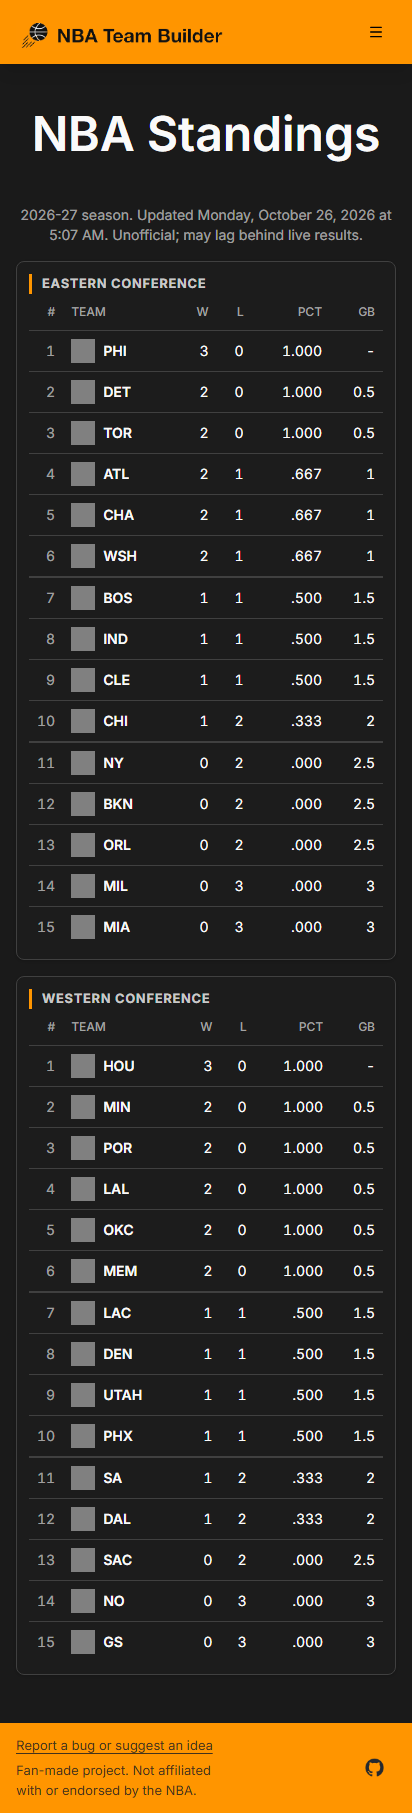 NBA Team Builder
NBA Standings
2026-27 season. Updated Monday, October 26, 2026 at
5:07 AM. Unofficial; may lag behind live results.
EASTERN CONFERENCE
# TEAM W L PCT GB
1 PHI 3 0 1.000 -
2 DET 2 0 1.000 0.5
3 TOR 2 0 1.000 0.5
4 ATL 2 1 .667 1
5 CHA 2 1 .667 1
6 WSH 2 1 .667 1
7 BOS 1 1 .500 1.5
8 IND 1 1 .500 1.5
9 CLE 1 1 .500 1.5
10 CHI 1 2 .333 2
11 NY 0 2 .000 2.5
12 BKN 0 2 .000 2.5
13 ORL 0 2 .000 2.5
14 MIL 0 3 .000 3
15 MIA 0 3 .000 3
WESTERN CONFERENCE
# TEAM W L PCT GB
1 HOU 3 0 1.000 -
2 MIN 2 0 1.000 0.5
3 POR 2 0 1.000 0.5
4 LAL 2 0 1.000 0.5
5 OKC 2 0 1.000 0.5
6 MEM 2 0 1.000 0.5
7 LAC 1 1 .500 1.5
8 DEN 1 1 .500 1.5
9 UTAH 1 1 .500 1.5
10 PHX 1 1 .500 1.5
11 SA 1 2 .333 2
12 DAL 1 2 .333 2
13 SAC 0 2 .000 2.5
14 NO 0 3 .000 3
15 GS 0 3 .000 3
Report a bug or suggest an idea
Fan-made project. Not affiliated
with or endorsed by the NBA.